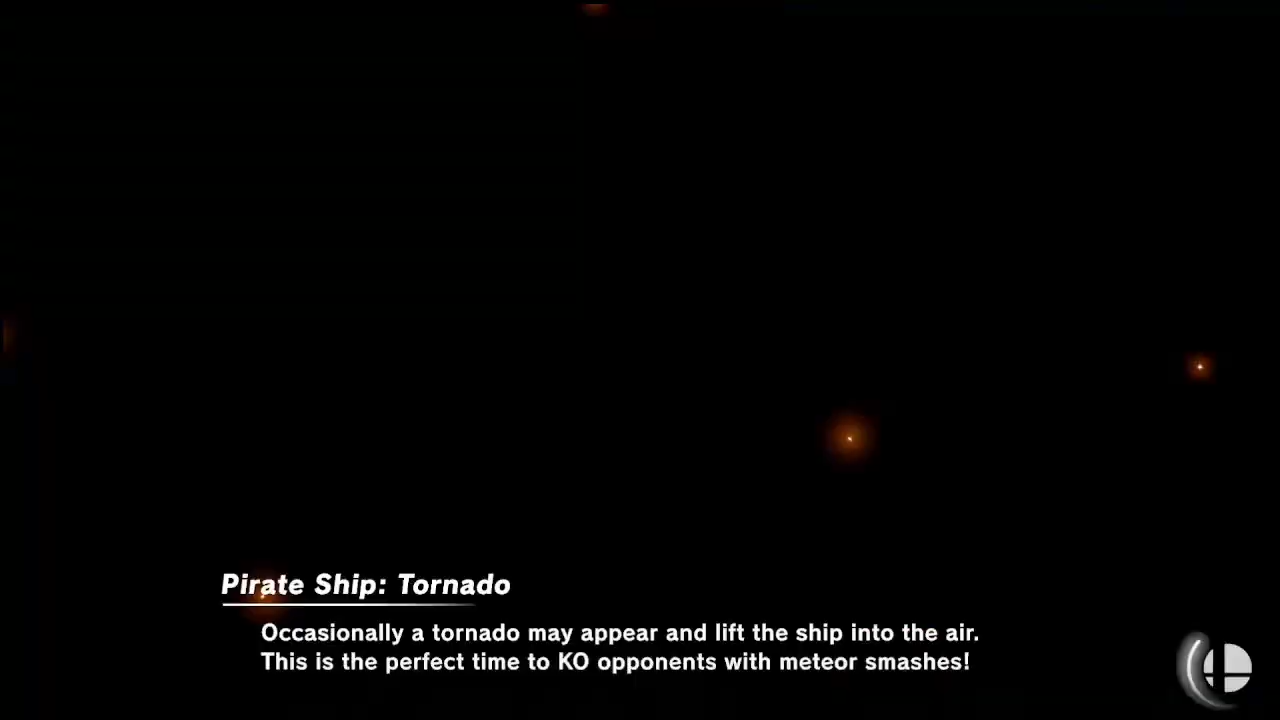 Pirate Ship: Tornado
Occasionally a tornado may appear and lift the ship into the air.
This is the perfect time to KO opponents with meteor smashes!